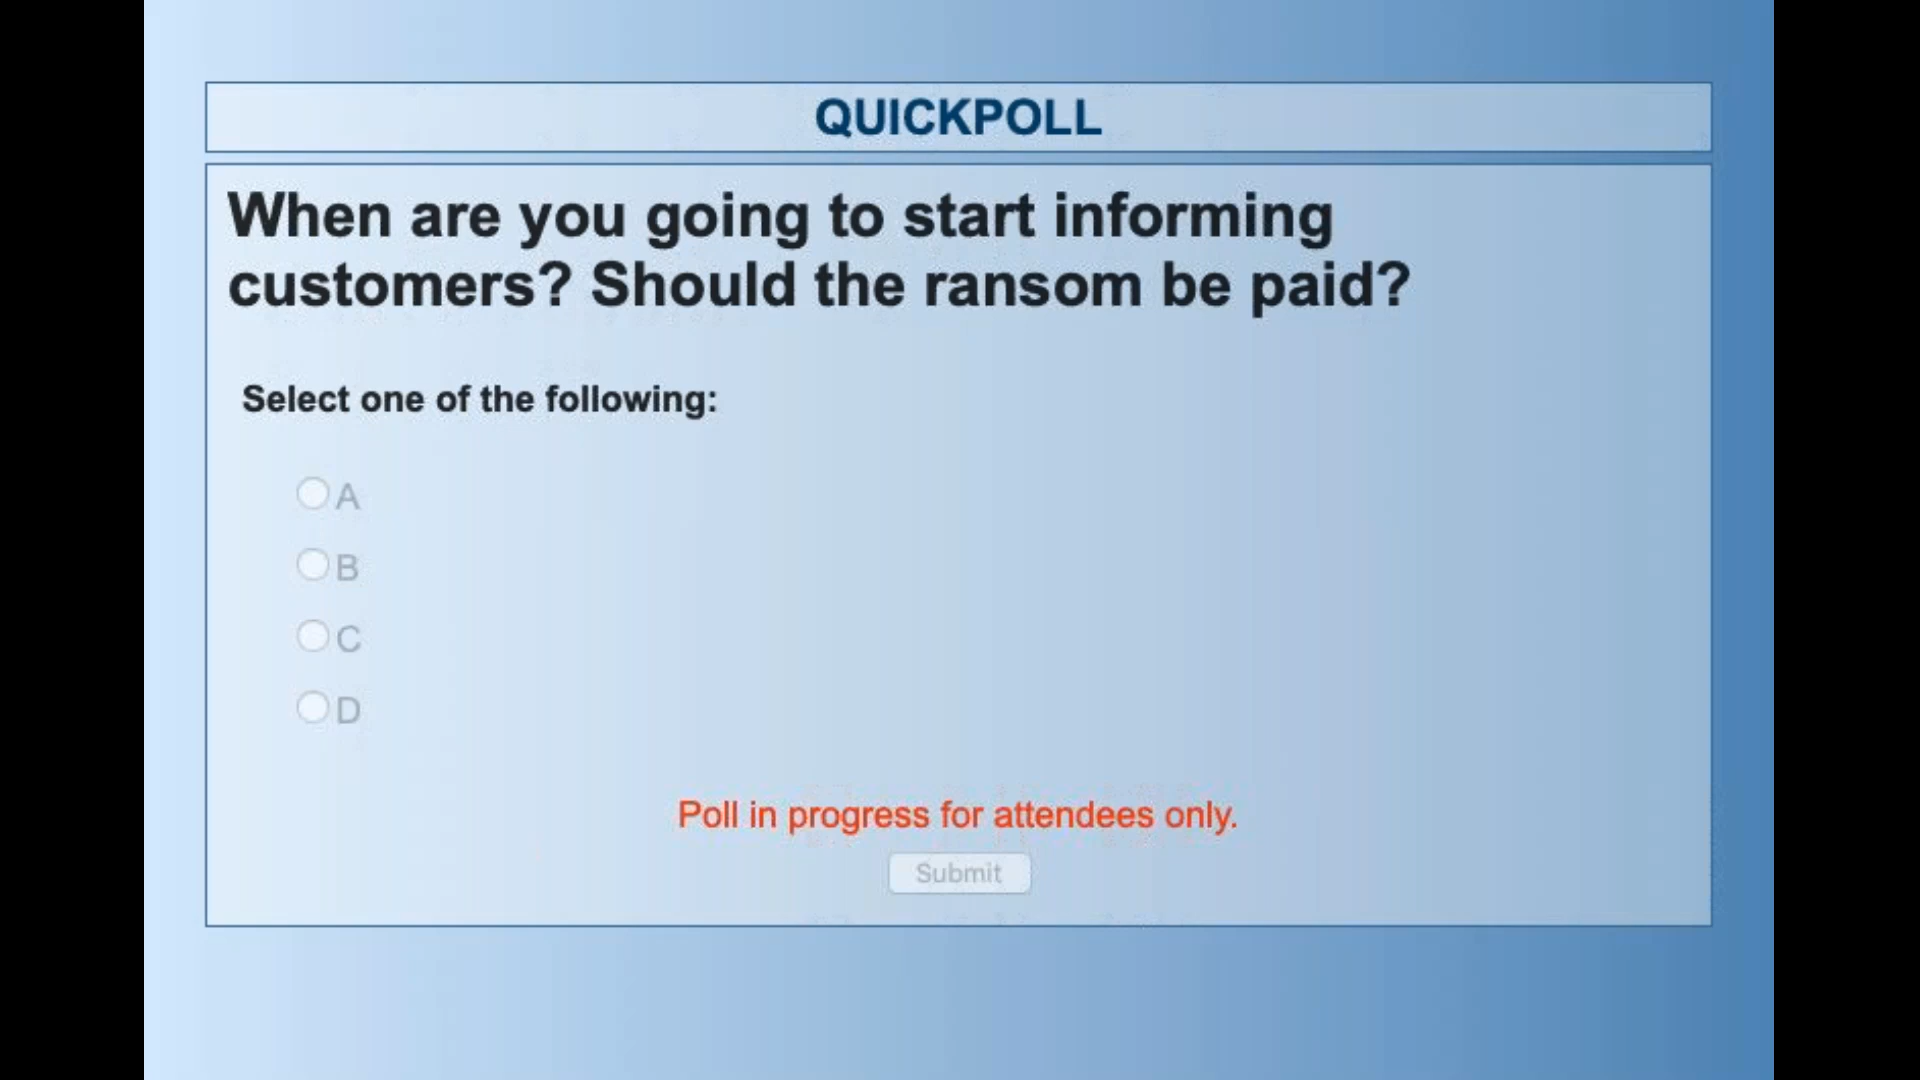 QUICKPOLL
When are you going to start informing
customers? Should the ransom be paid?
Select one of the following:
A
B
C
D
Poll in progress for attendees only.
Submit